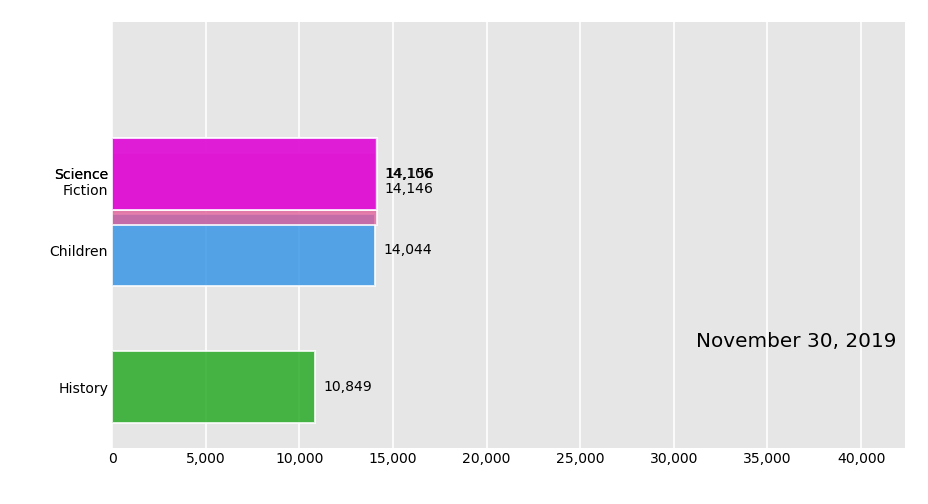 Science
Fiction
14,146
Children
14,044
November 30, 2019
History
10,849
0 5,000 10,000 15,000 20,000 25,000 30,000 35,000 40,000